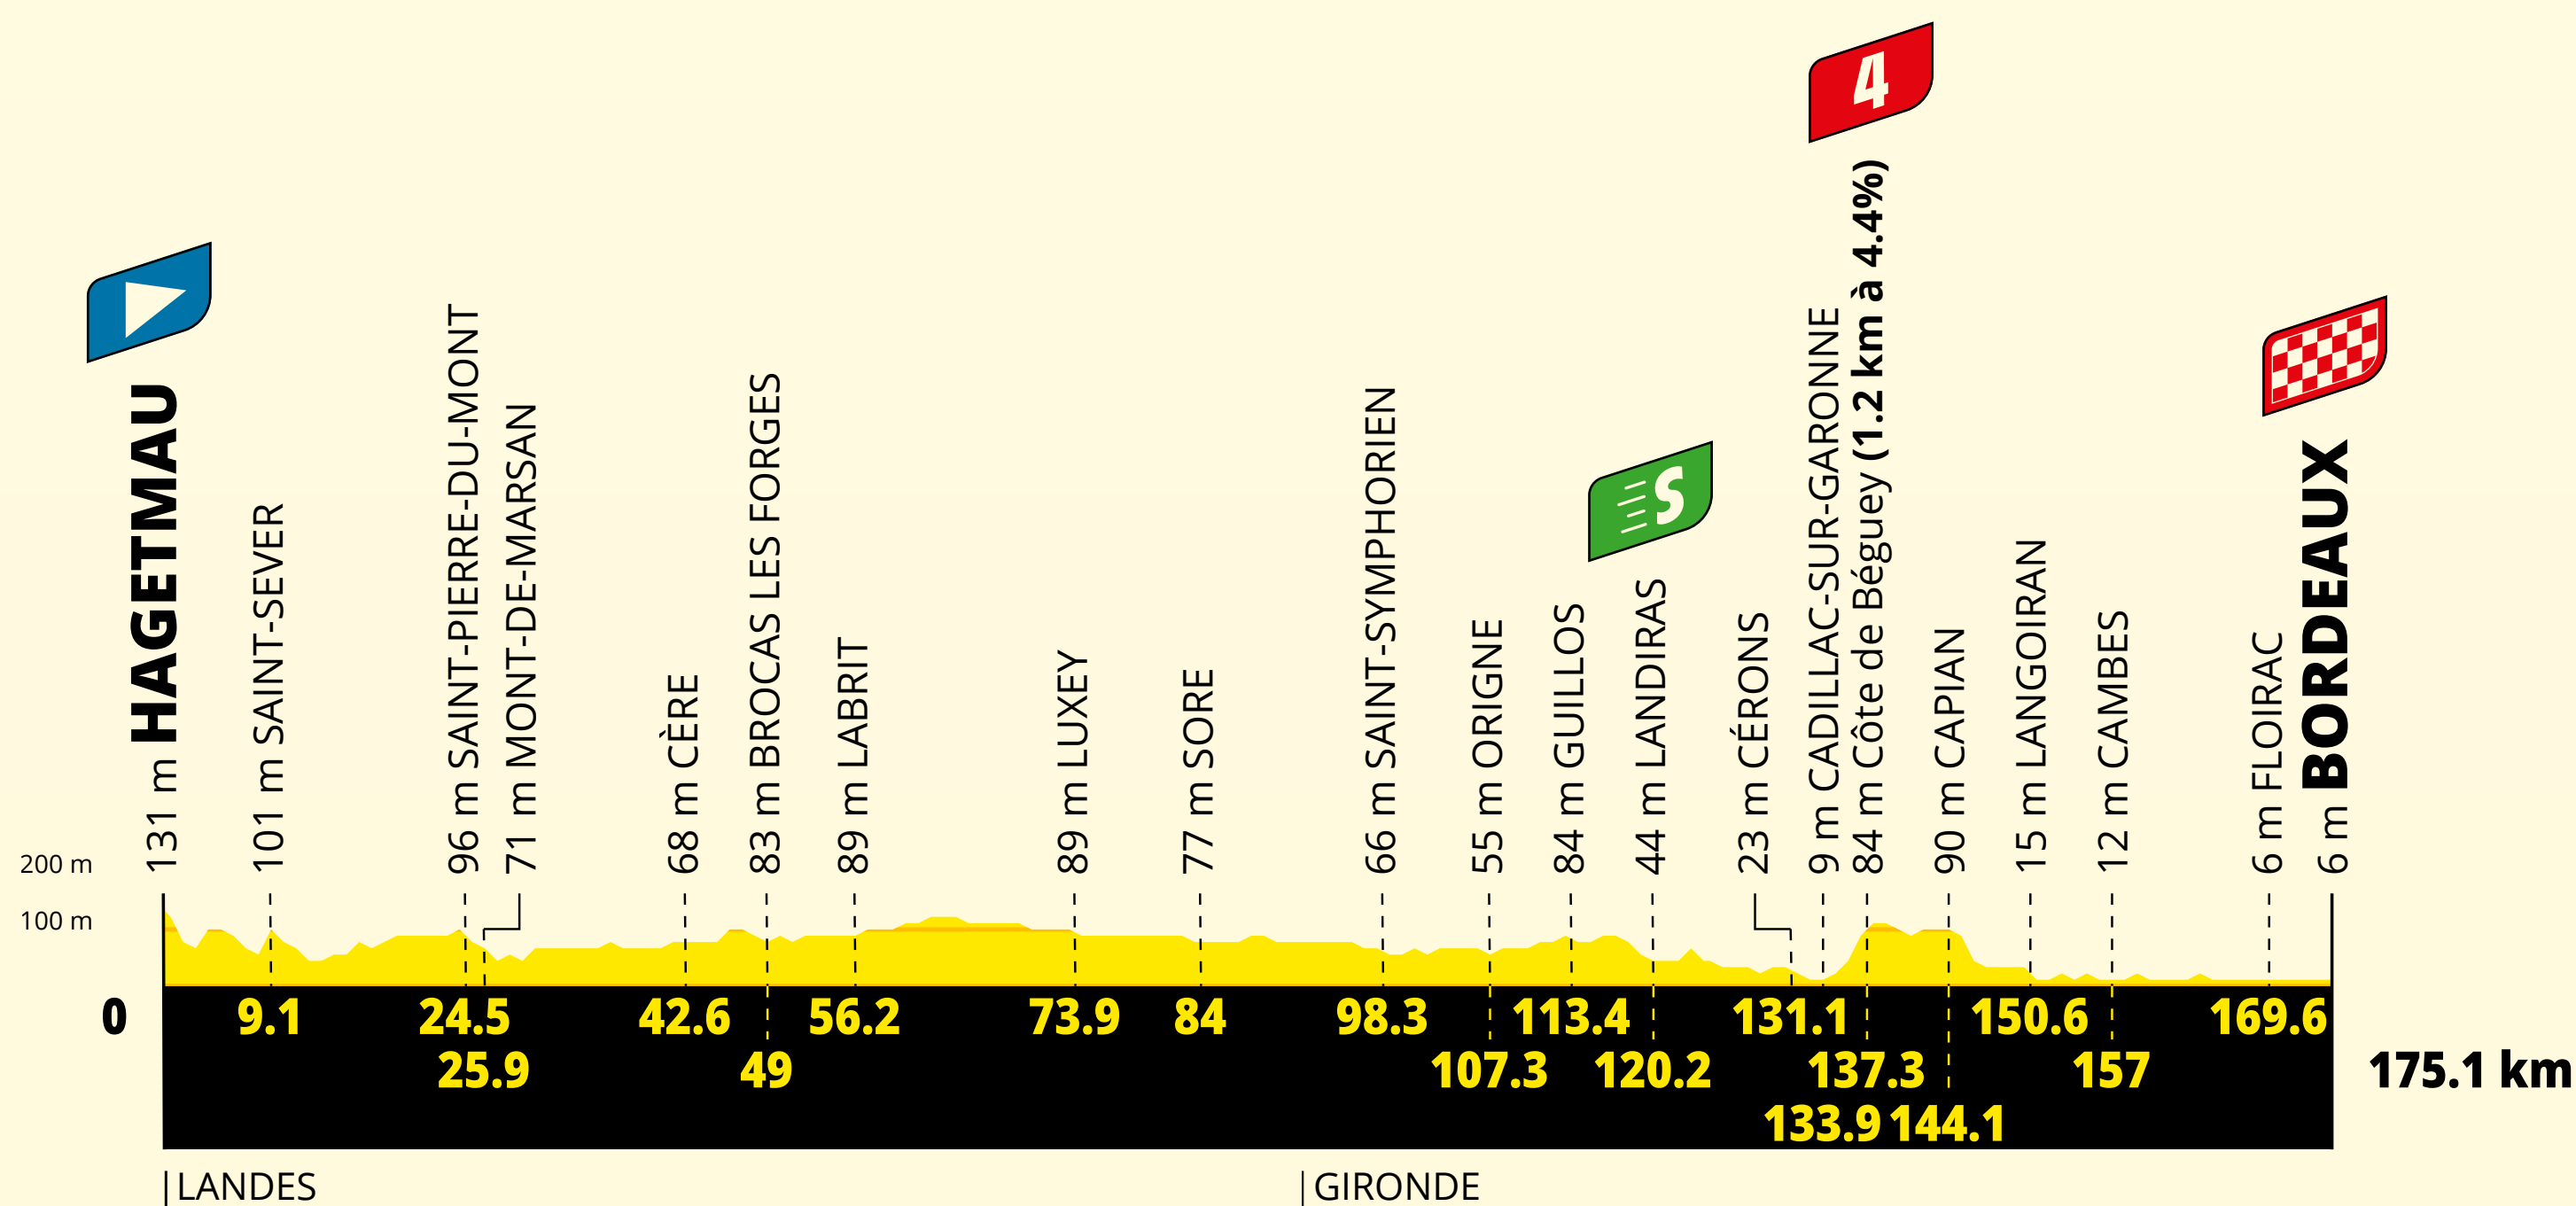 4
S
131 m HAGETMAU
101 m SAINT-SEVER
96 m SAINT-PIERRE-DU-MONT
71 m MONT-DE-MARSAN
68 m CÈRE
83 m BROCAS LES FORGES
89 m LABRIT
89 m LUXEY
77 m SORE
66 m SAINT-SYMPHORIEN
55 m ORIGNE
84 m GUILLOS
44 m LANDIRAS
23 m CÉRONS
9 m CADILLAC-SUR-GARONNE
84 m Côte de Béguey (1.2 km à 4.4%)
90 m CAPIAN
15 m LANGOIRAN
12 m CAMBES
6 m FLOIRAC
6 m BORDEAUX
200 m
100 m
0 9.1 24.5 42.6 56.2 73.9 84 98.3 113.4 131.1 150.6 169.6
25.9 49 107.3 120.2 137.3 157 175.1 km
133.9 144.1
LANDES GIRONDE